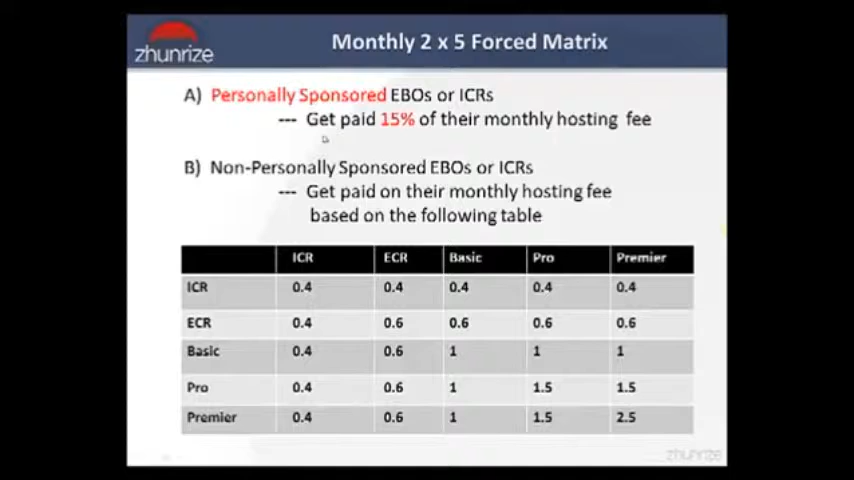 zhunrize
Monthly 2 x 5 Forced Matrix
A) Personally Sponsored EBOs or ICRs
--- Get paid 15% of their monthly hosting fee
B) Non-Personally Sponsored EBOs or ICRs
--- Get paid on their monthly hosting fee
based on the following table
ICR ECR Basic Pro Premier
ICR 0.4 0.4 0.4 0.4 0.4
ECR 0.4 0.6 0.6 0.6 0.6
Basic 0.4 0.6 1 1 1
Pro 0.4 0.6 1 1.5 1.5
Premier 0.4 0.6 1 1.5 2.5
zhunrize